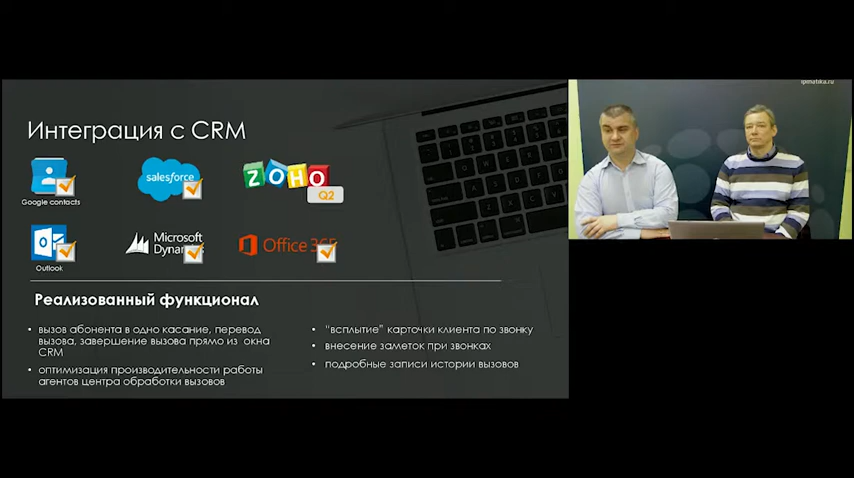 ipmatika.ru
Интеграция с CRM
Google contacts
salesforce
ZOHO
Q2
Outlook
Microsoft
Office
Реализованный функционал
• вызов абонента в одно касание, перевод
вызова, завершение вызова прямо из окна
CRM
• оптимизация производительности работы
агентов центра обработки вызовов
• “всплытие” карточки клиента по звонку
• внесение заметок при звонках
• подробные записи истории вызовов